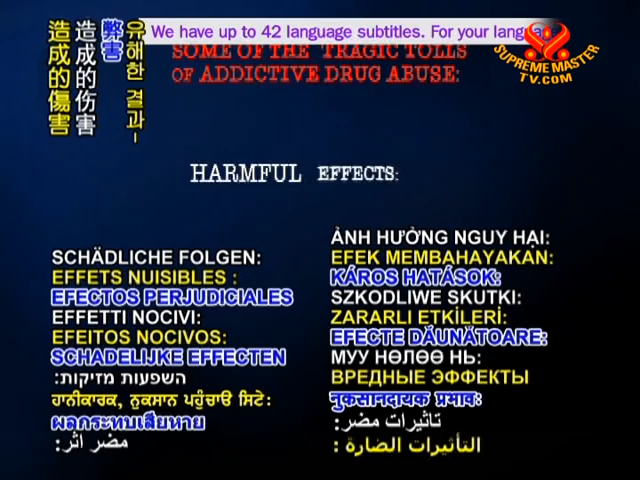 We have up to 42 language subtitles. For your
SUPREME MASTER
TV.COM
SOME OF THE TRAGIC TOLLS
OF ADDICTIVE DRUG ABUSE:
유해한 결과-
弊害
造成的伤害
造成的傷害
HARMFUL EFFECTS:
SCHÄDLICHE FOLGEN:
EFFETS NUISIBLES :
EFECTOS PERJUDICIALES
EFFETTI NOCIVI:
EFEITOS NOCIVOS:
SCHADELIJKE EFFECTEN
השפעות מזיקות:
ਹਾਨੀਕਾਰਕ, ਨੁਕਸਾਨ ਪਹੁੰਚਾਓ ਸਿਟੇ:
ผลกระทบเสียหาย
مضر اثر:
ẢNH HƯỞNG NGUY HẠI:
EFEK MEMBAHAYAKAN:
KÁROS HATÁSOK:
SZKODLIWE SKUTKI:
ZARARLI ETKİLERİ:
EFECTE DĂUNĂTOARE:
МУУ НӨЛӨӨ НЬ:
ВРЕДНЫЕ ЭФФЕКТЫ
नुकसानदायक प्रभावः
تاثیرات مضر:
التأثيرات الضارة :